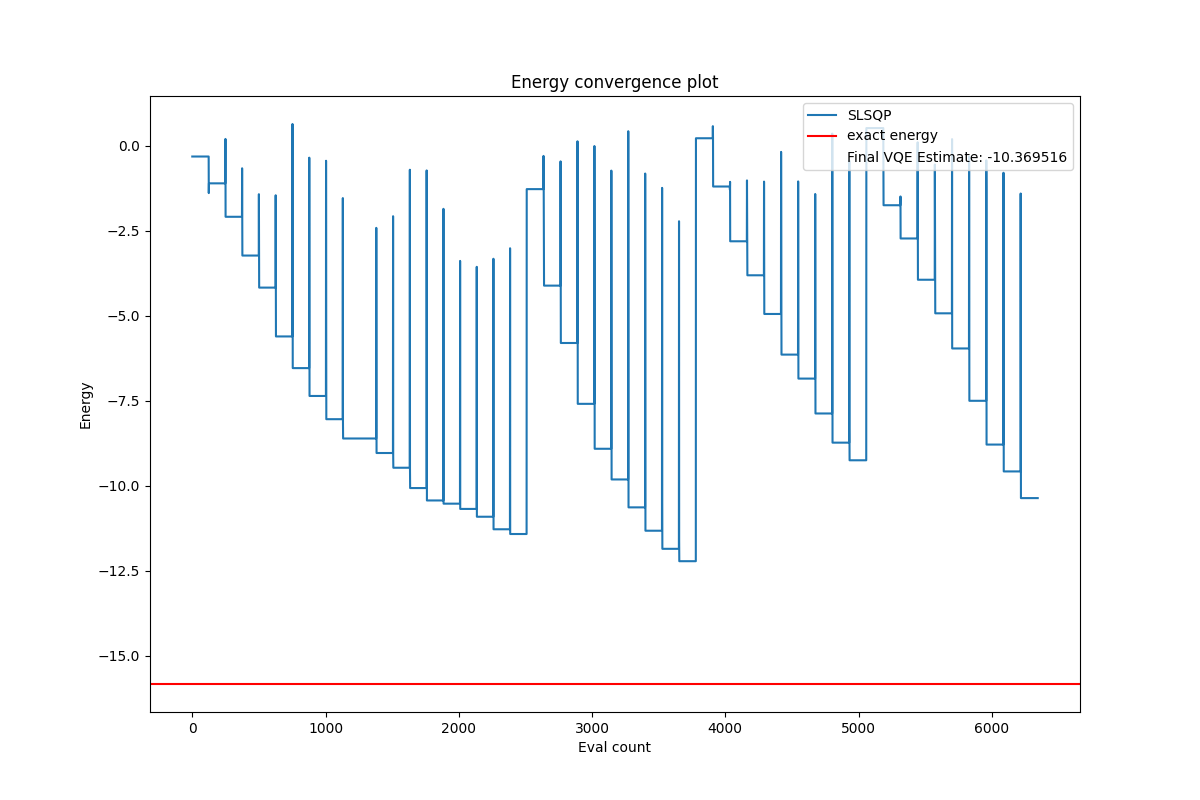 Energy convergence plot
SLSQP
exact energy
Final VQE Estimate: -10.369516
0.0
−2.5
−5.0
−7.5
−10.0
−12.5
−15.0
Energy
0 1000 2000 3000 4000 5000 6000
Eval count